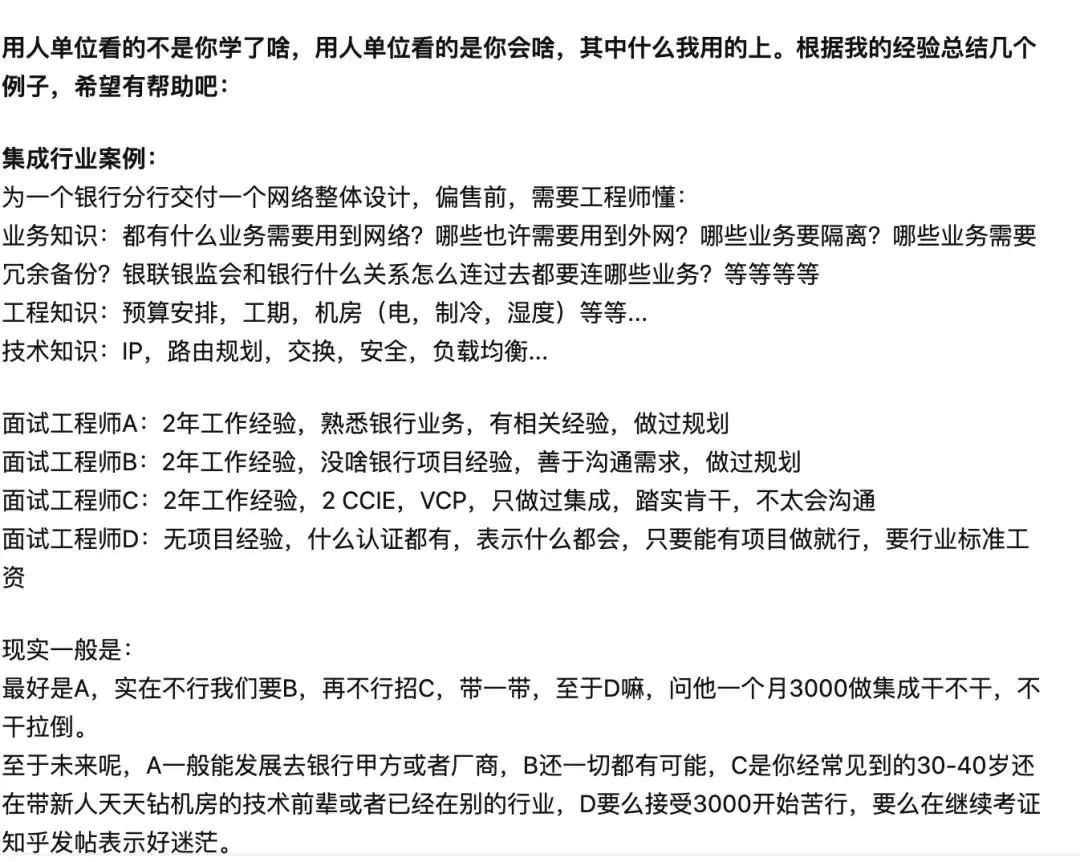 用人单位看的不是你学了啥，用人单位看的是你会啥，其中什么我用的上。根据我的经验总结几个
例子，希望有帮助吧：
集成行业案例：
为一个银行分行交付一个网络整体设计，偏售前，需要工程师懂：
业务知识：都有什么业务需要用到网络？哪些也许需要用到外网？哪些业务要隔离？哪些业务需要
冗余备份？银联银监会和银行什么关系怎么连过去都要连哪些业务？等等等等
工程知识：预算安排，工期，机房（电，制冷，湿度）等等...
技术知识：IP，路由规划，交换，安全，负载均衡...
面试工程师A：2年工作经验，熟悉银行业务，有相关经验，做过规划
面试工程师B：2年工作经验，没啥银行项目经验，善于沟通需求，做过规划
面试工程师C：2年工作经验，2 CCIE，VCP，只做过集成，踏实肯干，不太会沟通
面试工程师D：无项目经验，什么认证都有，表示什么都会，只要能有项目做就行，要行业标准工
资
现实一般是：
最好是A，实在不行我们要B，再不行招C，带一带，至于D嘛，问他一个月3000做集成干不干，不
干拉倒。
至于未来呢，A一般能发展去银行甲方或者厂商，B还一切都有可能，C是你经常见到的30-40岁还
在带新人天天钻机房的技术前辈或者已经在别的行业，D要么接受3000开始苦行，要么在继续考证
知乎发帖表示好迷茫。